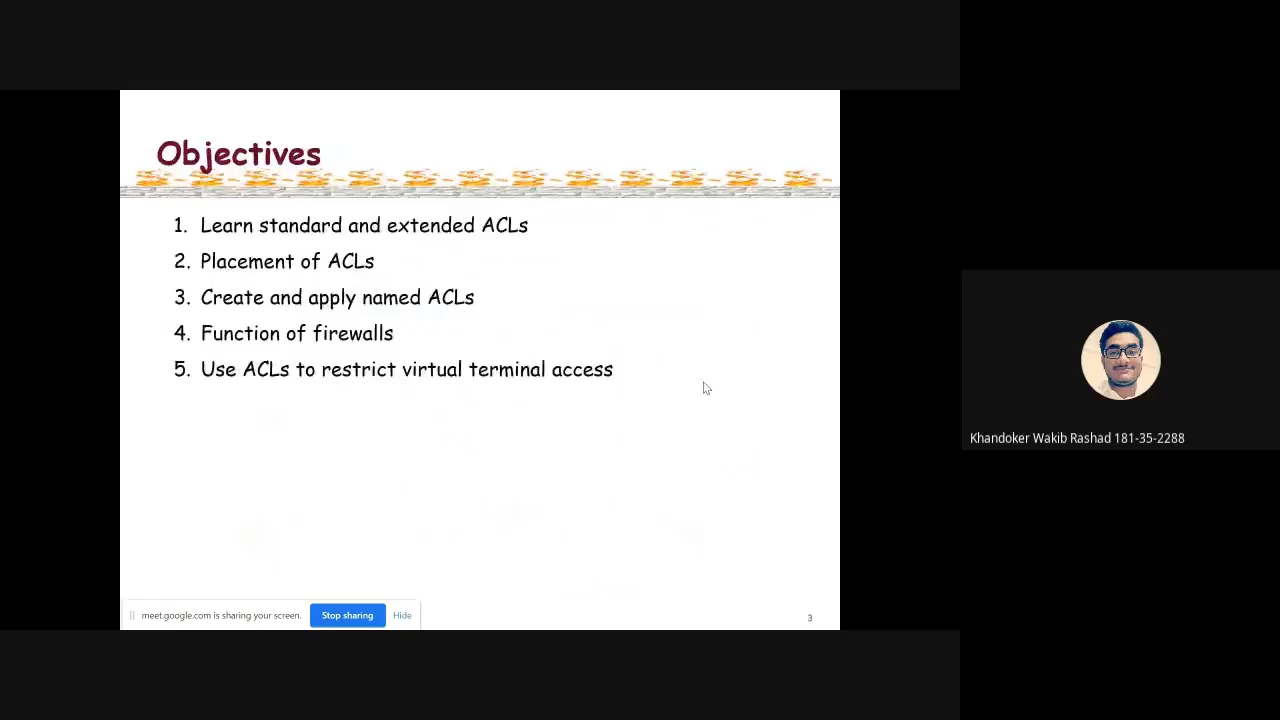 Objectives
1. Learn standard and extended ACLs
2. Placement of ACLs
3. Create and apply named ACLs
4. Function of firewalls
5. Use ACLs to restrict virtual terminal access
meet.google.com is sharing your screen. Stop sharing Hide
3
Khandoker Wakib Rashad 181-35-2288